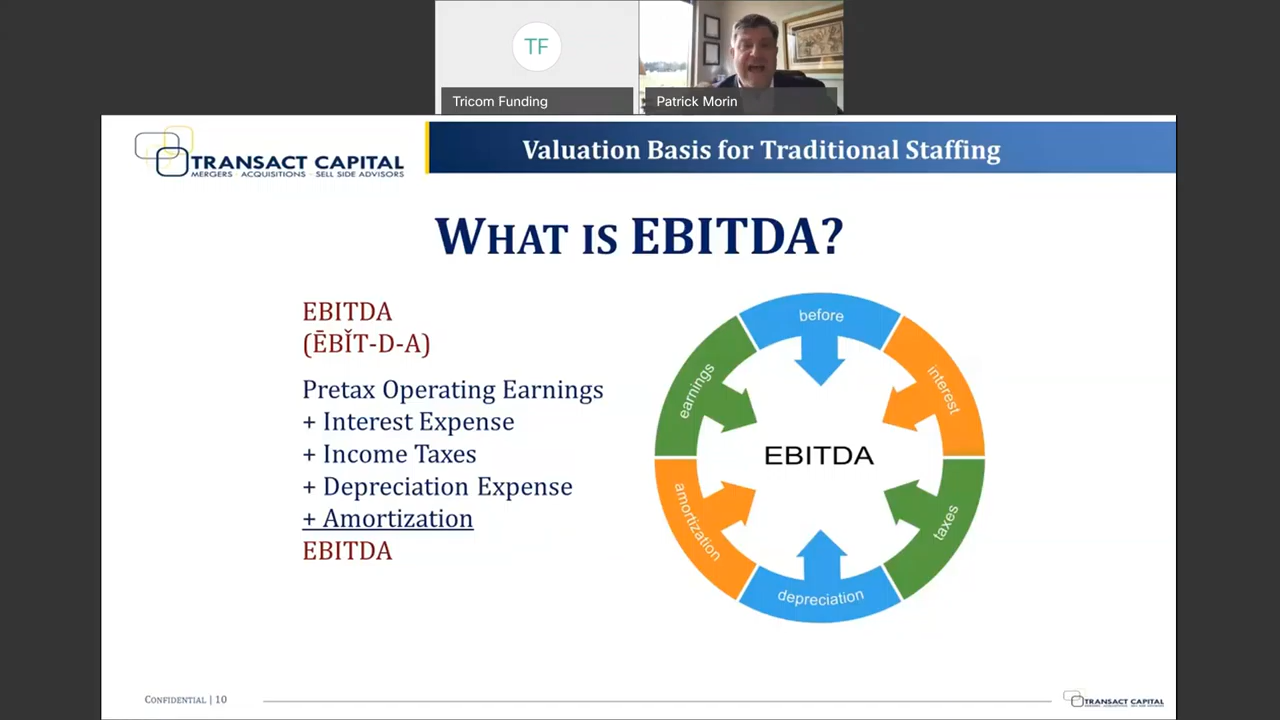 TF
Tricom Funding
Patrick Morin
TRANSACT CAPITAL
MERGERS ACQUISITIONS SELL SIDE ADVISORS
Valuation Basis for Traditional Staffing
WHAT IS EBITDA?
EBITDA
(ĒBǏT-D-A)
Pretax Operating Earnings
+ Interest Expense
+ Income Taxes
+ Depreciation Expense
+ Amortization
EBITDA
before
interest
taxes
depreciation
amortization
earnings
EBITDA
CONFIDENTIAL | 10
TRANSACT CAPITAL